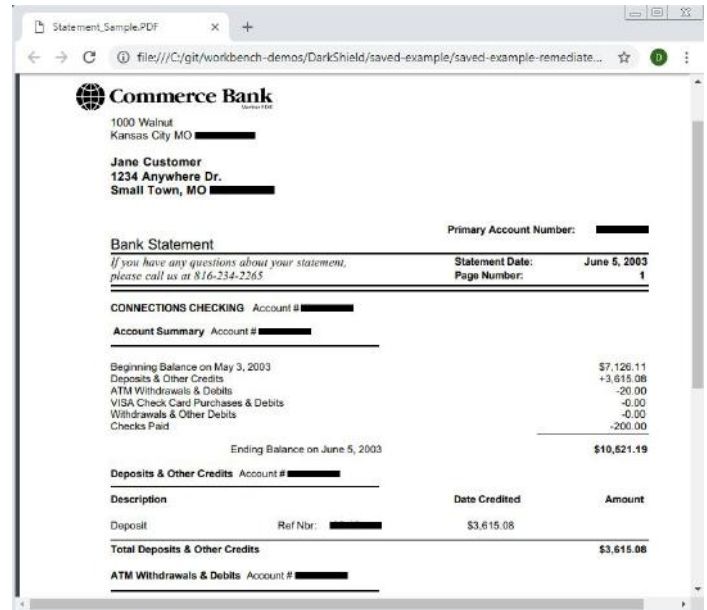 Statement_Sample.PDF
file:///C:/git/workbench-demos/DarkShield/saved-example/saved-example-remediate...
D
Commerce Bank
Member FDIC
1000 Walnut
Kansas City MO
Jane Customer
1234 Anywhere Dr.
Small Town, MO
Primary Account Number:
Bank Statement
If you have any questions about your statement, Statement Date: June 5, 2003
please call us at 816-234-2265 Page Number: 1
CONNECTIONS CHECKING Account #
Account Summary Account #
Beginning Balance on May 3, 2003 $7,126.11
Deposits & Other Credits +3,615.08
ATM Withdrawals & Debits -20.00
VISA Check Card Purchases & Debits -0.00
Withdrawals & Other Debits -0.00
Checks Paid -200.00
Ending Balance on June 5, 2003 $10,521.19
Deposits & Other Credits Account #
Description Date Credited Amount
Deposit Ref Nbr: $3,615.08
Total Deposits & Other Credits $3,615.08
ATM Withdrawals & Debits Account #